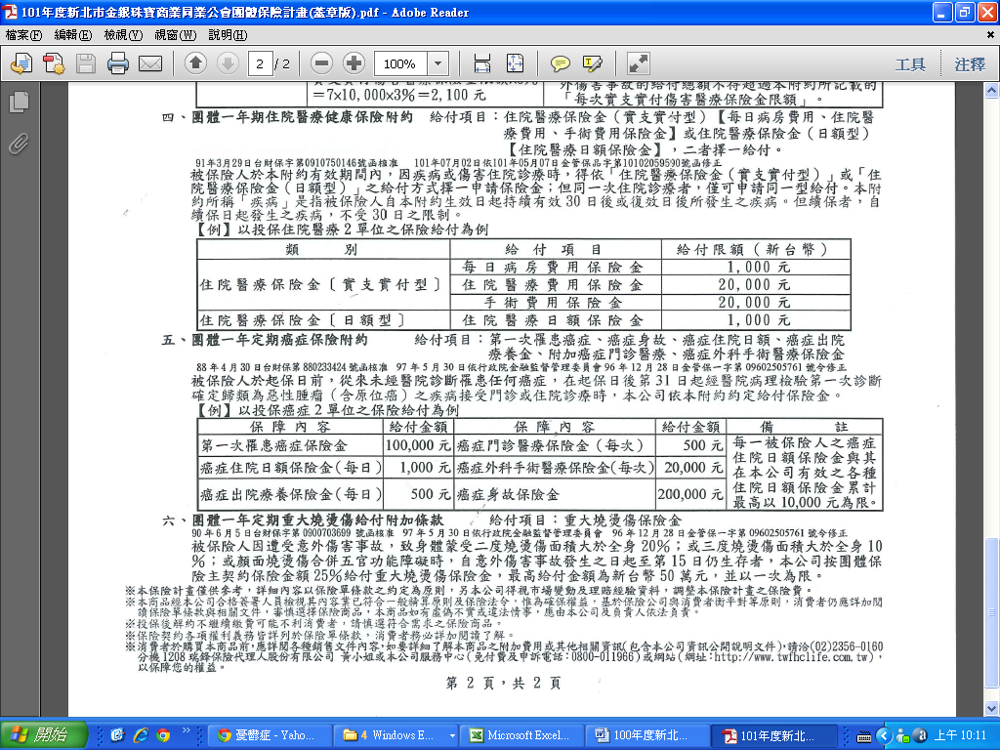 101年度新北市金銀珠寶商業同業公會團體保險計畫(蓋章版).pdf - Adobe Reader
檔案(F) 編輯(E) 檢視(V) 視窗(W) 說明(H)
2 / 2 100% 工具 註釋
＝7x10,000x3％＝2,100 元
外傷害事故的給付總額不得超過本附約所記載的
「每次實支實付傷害醫療保險金限額」。
四、團體一年期住院醫療健康保險附約 給付項目：住院醫療保險金（實支實付型）【每日病房費用、住院醫
療費用、手術費用保險金】或住院醫療保險金（日額型）
【住院醫療日額保險金】，二者擇一給付。
91年3月29日台財保字第0910750146號函核准 101年07月02日依101年05月07日金管保品字第10102059590號函修正
被保險人於本附約有效期間內，因疾病或傷害住院診療時，得依「住院醫療保險金（實支實付型）」或「住
院醫療保險金（日額型）」之給付方式擇一申請保險金；但同一次住院診療者，僅可申請同一型給付。本附
約所稱「疾病」是指被保險人自本附約生效日起持續有效 30 日後或復效日後所發生之疾病。但續保者，自
續保日起發生之疾病，不受 30 日之限制。
【例】以投保住院醫療 2 單位之保險給付為例
類 別 給付項目 給付限額（新台幣）
住院醫療保險金〔實支實付型〕 每日病房費用保險金 1,000 元
住院醫療費用保險金 20,000 元
手術費用保險金 20,000 元
住院醫療保險金〔日額型〕 住院醫療日額保險金 1,000 元
五、團體一年定期癌症保險附約 給付項目：第一次罹患癌症、癌症身故、癌症住院日額、癌症出院
療養金、附加癌症門診醫療、癌症外科手術醫療保險金
88 年 4 月 30 日台財保第 880233424 號函核准 97 年 5 月 30 日依行政院金融監督管理委員會 96 年 12 月 28 日金管保一字第 09602505761 號令修正
被保險人於起保日前，從來未經醫院診斷罹患任何癌症，在起保日後第 31 日起經醫院病理檢驗第一次診斷
確定歸類為惡性腫瘤（含原位癌）之疾病接受門診或住院診療時，本公司依本附約約定給付保險金。
【例】以投保癌症 2 單位之保險給付為例
保障內容 給付金額 保障內容 給付金額 備 註
第一次罹患癌症保險金 100,000 元 癌症門診醫療保險金（每次） 500 元 每一被保險人之癌症
癌症住院日額保險金(每日) 1,000 元 癌症外科手術醫療保險金(每次) 20,000 元 住院日額保險金與其
在本公司有效之各種
癌症出院療養保險金(每日) 500 元 癌症身故保險金 200,000 元 住院日額保險金累計
最高以 10,000 元為限。
六、團體一年定期重大燒燙傷給付附加條款 給付項目：重大燒燙傷保險金
90 年 6 月 5 日台財保字第 0900703699 號函核准 97 年 5 月 30 日依行政院金融監督管理委員會 96 年 12 月 28 日金管保一字第 09602505761 號令修正
被保險人因遭受意外傷害事故，致身體蒙受二度燒燙傷面積大於全身 20％；或三度燒燙傷面積大於全身 10
％；或顏面燒燙傷合併五官功能障礙時，自意外傷害事故發生之日起至第 15 日仍生存者，本公司按團體保
險主契約保險金額 25％給付重大燒燙傷保險金，最高給付金額為新台幣 50 萬元，並以一次為限。
※本保險計畫僅供參考，詳細內容以保險單條款之約定為原則，另本公司得視市場變動及理賠經驗資料，調整本保險計畫之保險費。
※本商品經本公司合格簽署人員檢視其內容業已符合一般精算原則及保險法令，惟為確保權益，基於保險公司與消費者衡平對等原則，消費者仍應詳加閱
讀保險單條款與相關文件，審慎選擇保險商品，本商品如有虛偽不實或違法情事，應由本公司及負責人依法負責。
※投保後解約不繼續繳費可能不利消費者，請慎選符合需求之保險商品。
※保險契約各項權利義務皆詳列於保險單條款，消費者務必詳加閱讀了解。
※消費者於購買本商品前，應詳閱各種銷售文件內容，如要詳細了解本商品之附加費用或其他相關資訊(包含本公司資訊公開說明文件)，請洽(02)2356-0160
分機 1208 瑞鋒保險代理人股份有限公司 黃小姐或本公司服務中心(免付費及申訴電話：0800-011966)或網站(網址:http://www.twfhclife.com.tw)，
以保障您的權益。
第 2 頁，共 2 頁
開始 憂鬱症 - Yaho... 4 Windows E... Microsoft Excel... 100年度新北... 101年度新北... 上午 10:11